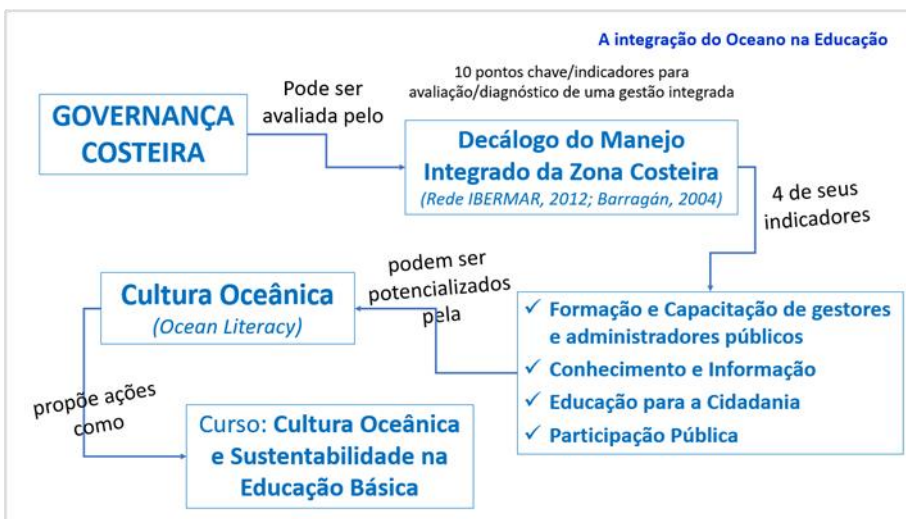 A integração do Oceano na Educação
GOVERNANÇA
COSTEIRA
Pode ser
avaliada pelo
10 pontos chave/indicadores para
avaliação/diagnóstico de uma gestão integrada
Decálogo do Manejo
Integrado da Zona Costeira
(Rede IBERMAR, 2012; Barragán, 2004)
4 de seus
indicadores
✓ Formação e Capacitação de gestores
e administradores públicos
✓ Conhecimento e Informação
✓ Educação para a Cidadania
✓ Participação Pública
podem ser
potencializados
pela
Cultura Oceânica
(Ocean Literacy)
propõe ações
como
Curso: Cultura Oceânica
e Sustentabilidade na
Educação Básica